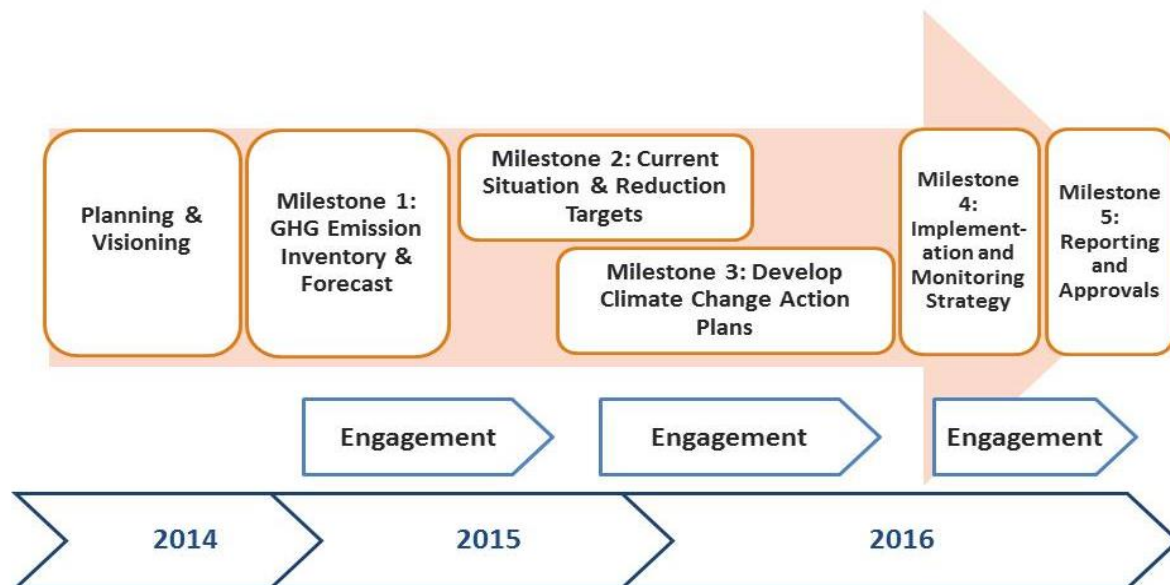 Planning &
Visioning
Milestone 1:
GHG Emission
Inventory &
Forecast
Milestone 2: Current
Situation & Reduction
Targets
Milestone 3: Develop
Climate Change Action
Plans
Milestone
4:
Implement-
ation and
Monitoring
Strategy
Milestone
5:
Reporting
and
Approvals
Engagement
Engagement
Engagement
2014
2015
2016